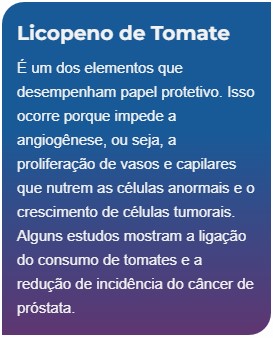 Licopeno de Tomate
É um dos elementos que
desempenham papel protetivo. Isso
ocorre porque impede a
angiogênese, ou seja, a
proliferação de vasos e capilares
que nutrem as células anormais e o
crescimento de células tumorais.
Alguns estudos mostram a ligação
do consumo de tomates e a
redução de incidência do câncer de
próstata.